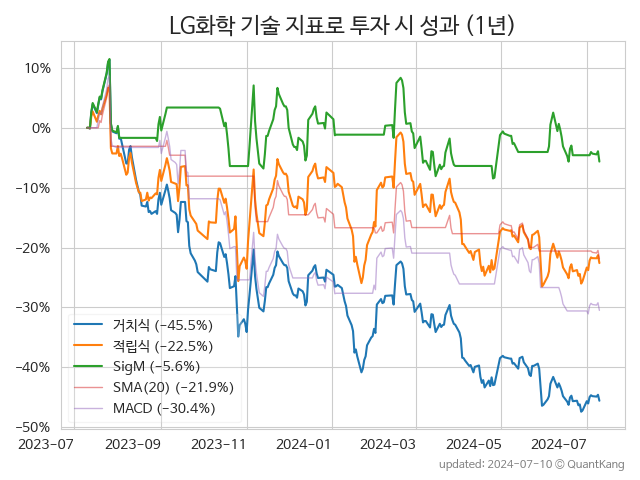 LG화학 기술 지표로 투자 시 성과 (1년)
10%
0%
−10%
−20%
−30%
−40%
−50%
거치식 (−45.5%)
적립식 (−22.5%)
SigM (−5.6%)
SMA(20) (−21.9%)
MACD (−30.4%)
2023-07
2023-09
2023-11
2024-01
2024-03
2024-05
2024-07
updated: 2024-07-10 © QuantKang